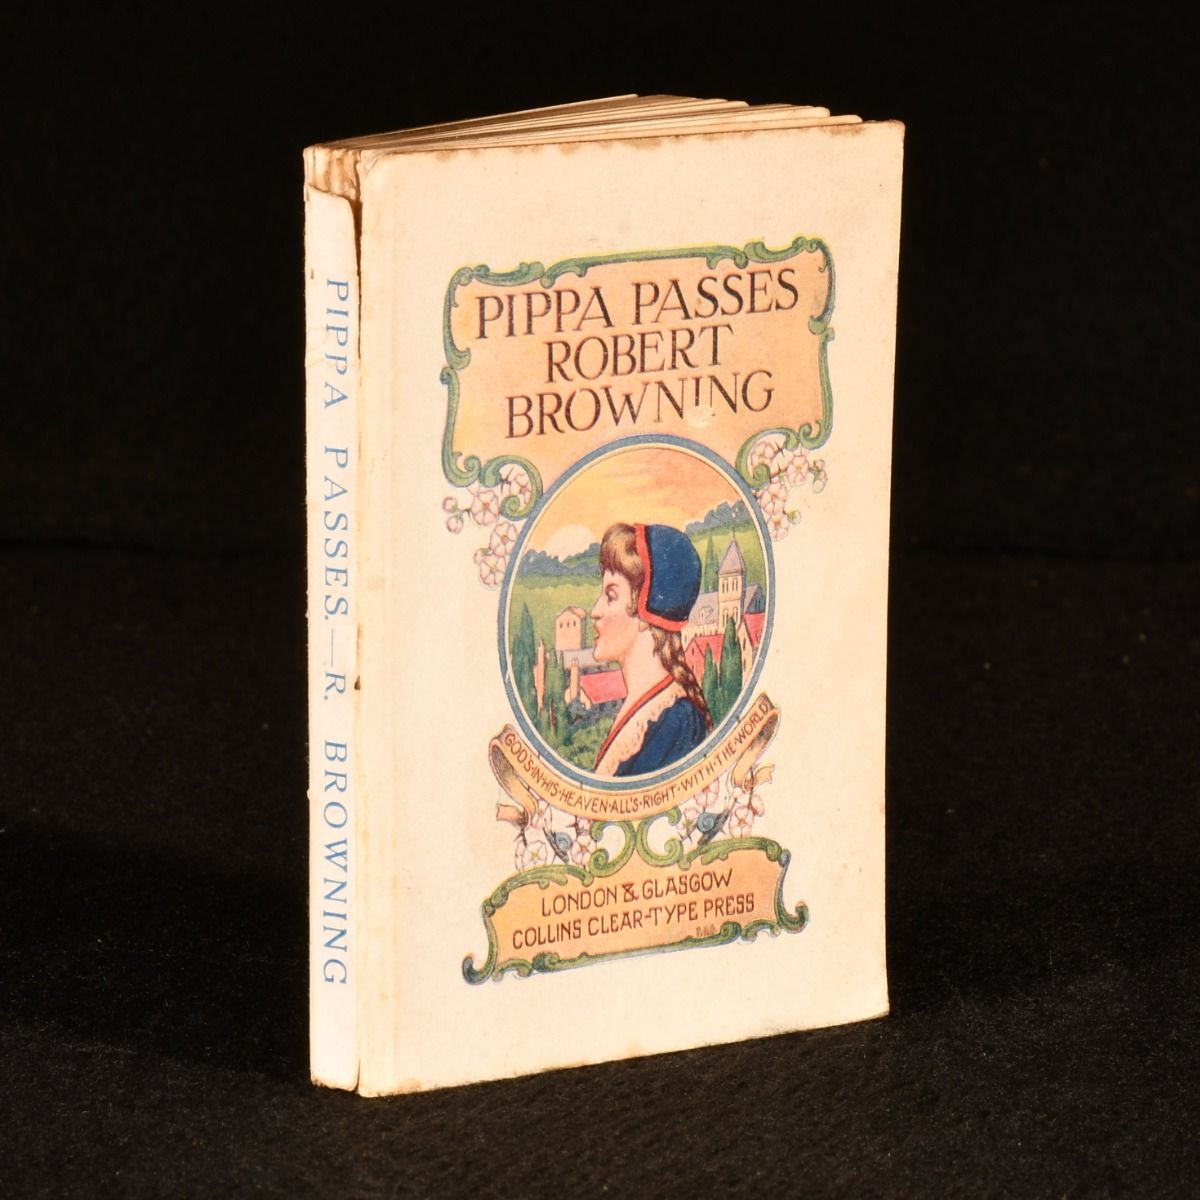 PIPPA PASSES.—R. BROWNING
PIPPA PASSES
ROBERT
BROWNING
GOD'S·IN·HIS·HEAVEN·ALL'S·RIGHT·WITH·THE·WORLD
LONDON & GLASGOW
COLLINS CLEAR-TYPE PRESS